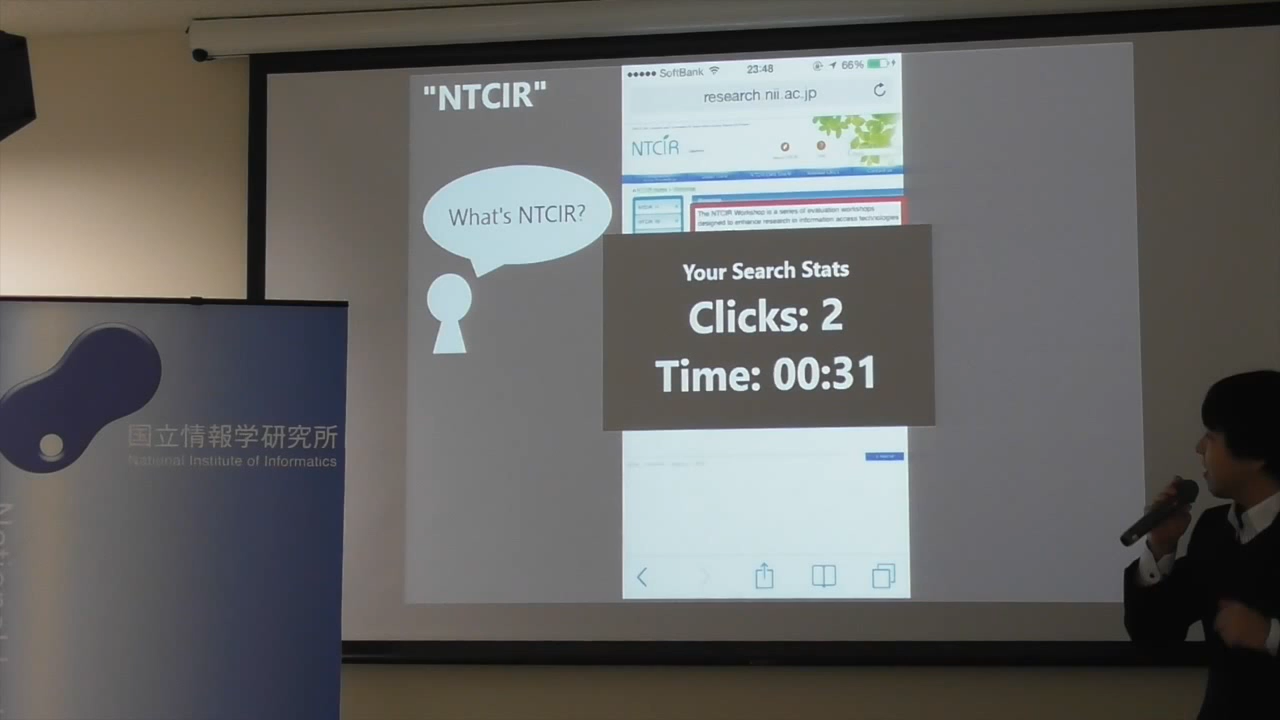 "NTCIR"
What's NTCIR?
SoftBank 23:48 66%
research.nii.ac.jp
NTCIR
The NTCIR Workshop is a series of evaluation workshops
designed to enhance research in information access technologies
Your Search Stats
Clicks: 2
Time: 00:31
国立情報学研究所
National Institute of Informatics